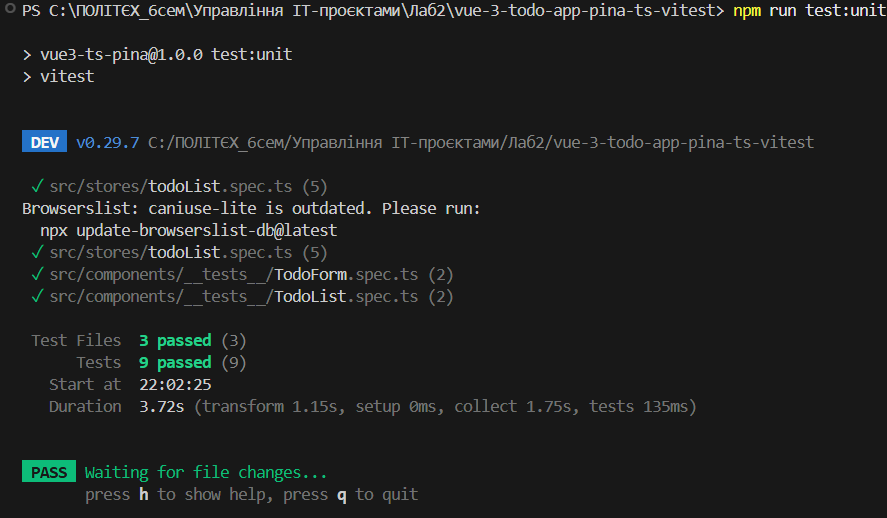 PS C:\ПОЛІТЄХ_6сем\Управління ІТ-проєктами\Лаб2\vue-3-todo-app-pina-ts-vitest> npm run test:unit
> vue3-ts-pina@1.0.0 test:unit
> vitest
DEV v0.29.7 C:/ПОЛІТЄХ_6сем/Управління ІТ-проєктами/Лаб2/vue-3-todo-app-pina-ts-vitest
✓ src/stores/todoList.spec.ts (5)
Browserslist: caniuse-lite is outdated. Please run:
npx update-browserslist-db@latest
✓ src/stores/todoList.spec.ts (5)
✓ src/components/__tests__/TodoForm.spec.ts (2)
✓ src/components/__tests__/TodoList.spec.ts (2)
Test Files 3 passed (3)
Tests 9 passed (9)
Start at 22:02:25
Duration 3.72s (transform 1.15s, setup 0ms, collect 1.75s, tests 135ms)
PASS Waiting for file changes...
press h to show help, press q to quit